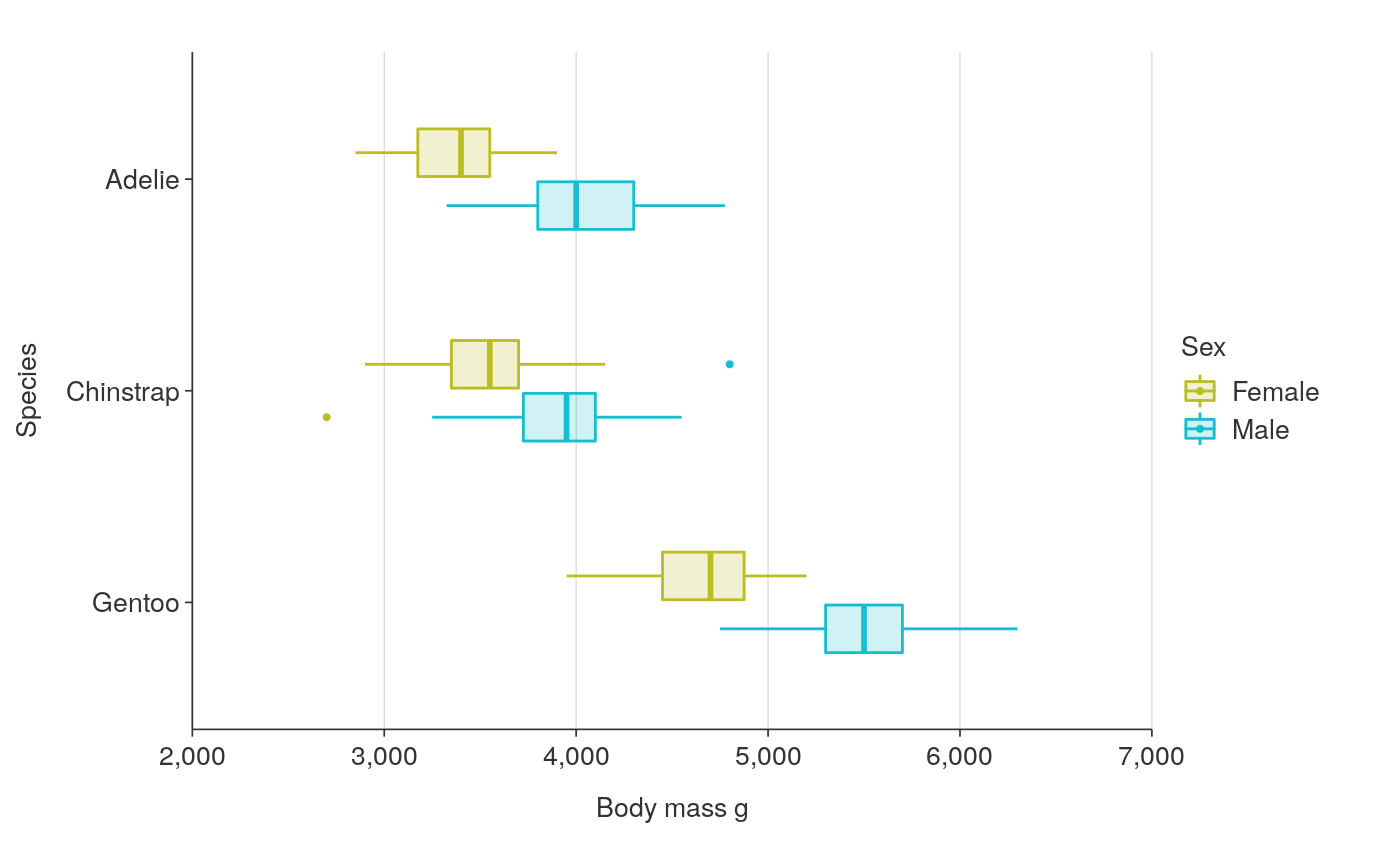 Species
Adelie
Chinstrap
Gentoo
2,000 3,000 4,000 5,000 6,000 7,000
Body mass g
Sex
Female
Male